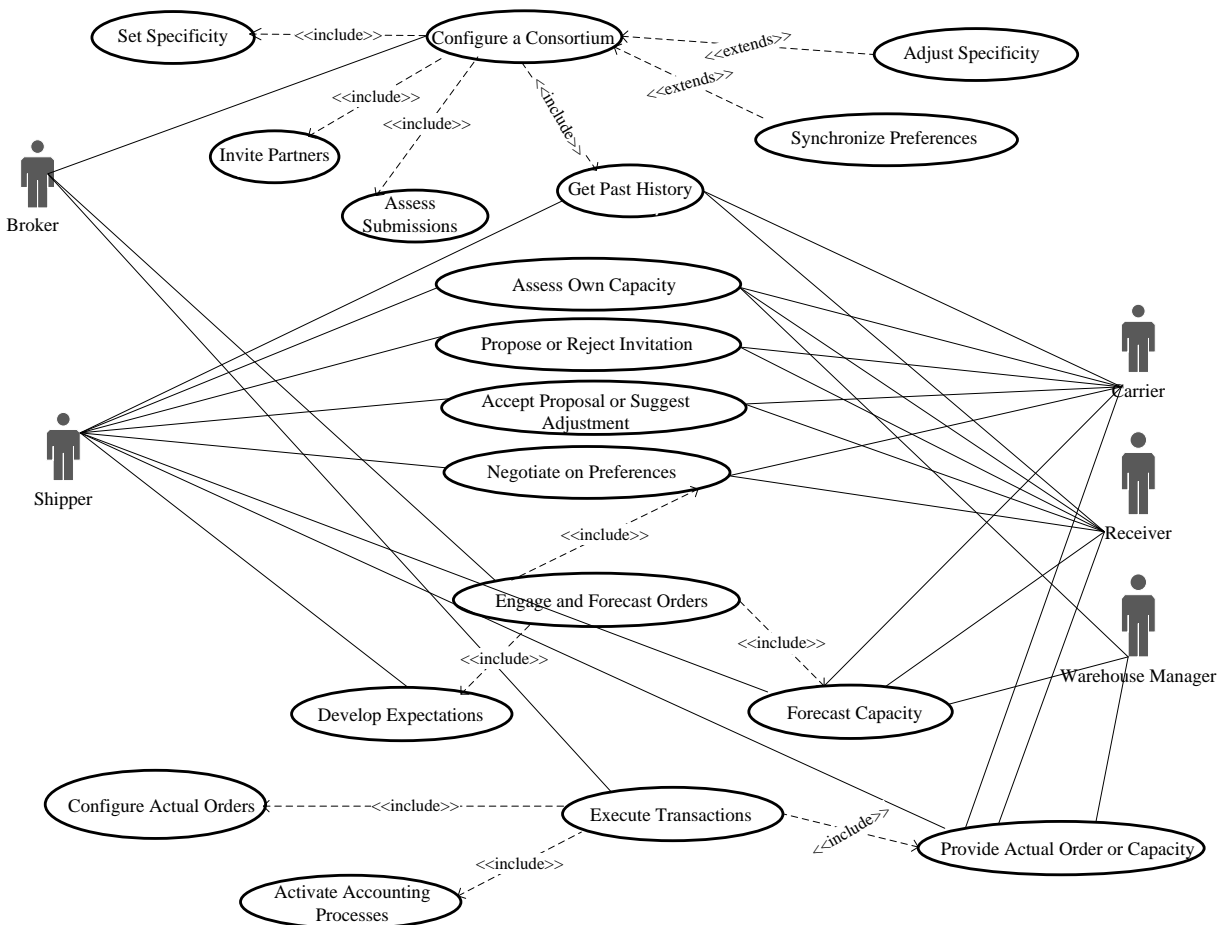 Set Specificity
<<include>>
Configure a Consortium
<<extends>>
Adjust Specificity
<<include>>
<<include>>
<<include>>
<<extends>>
Synchronize Preferences
Invite Partners
Get Past History
Assess
Submissions
Broker
Assess Own Capacity
Propose or Reject Invitation
Carrier
Accept Proposal or Suggest
Adjustment
Shipper
Negotiate on Preferences
<<include>>
Receiver
Engage and Forecast Orders
<<include>>
<<include>>
Warehouse Manager
Develop Expectations
Forecast Capacity
Configure Actual Orders
<<include>>
Execute Transactions
<<include>>
Provide Actual Order or Capacity
<<include>>
Activate Accounting
Processes